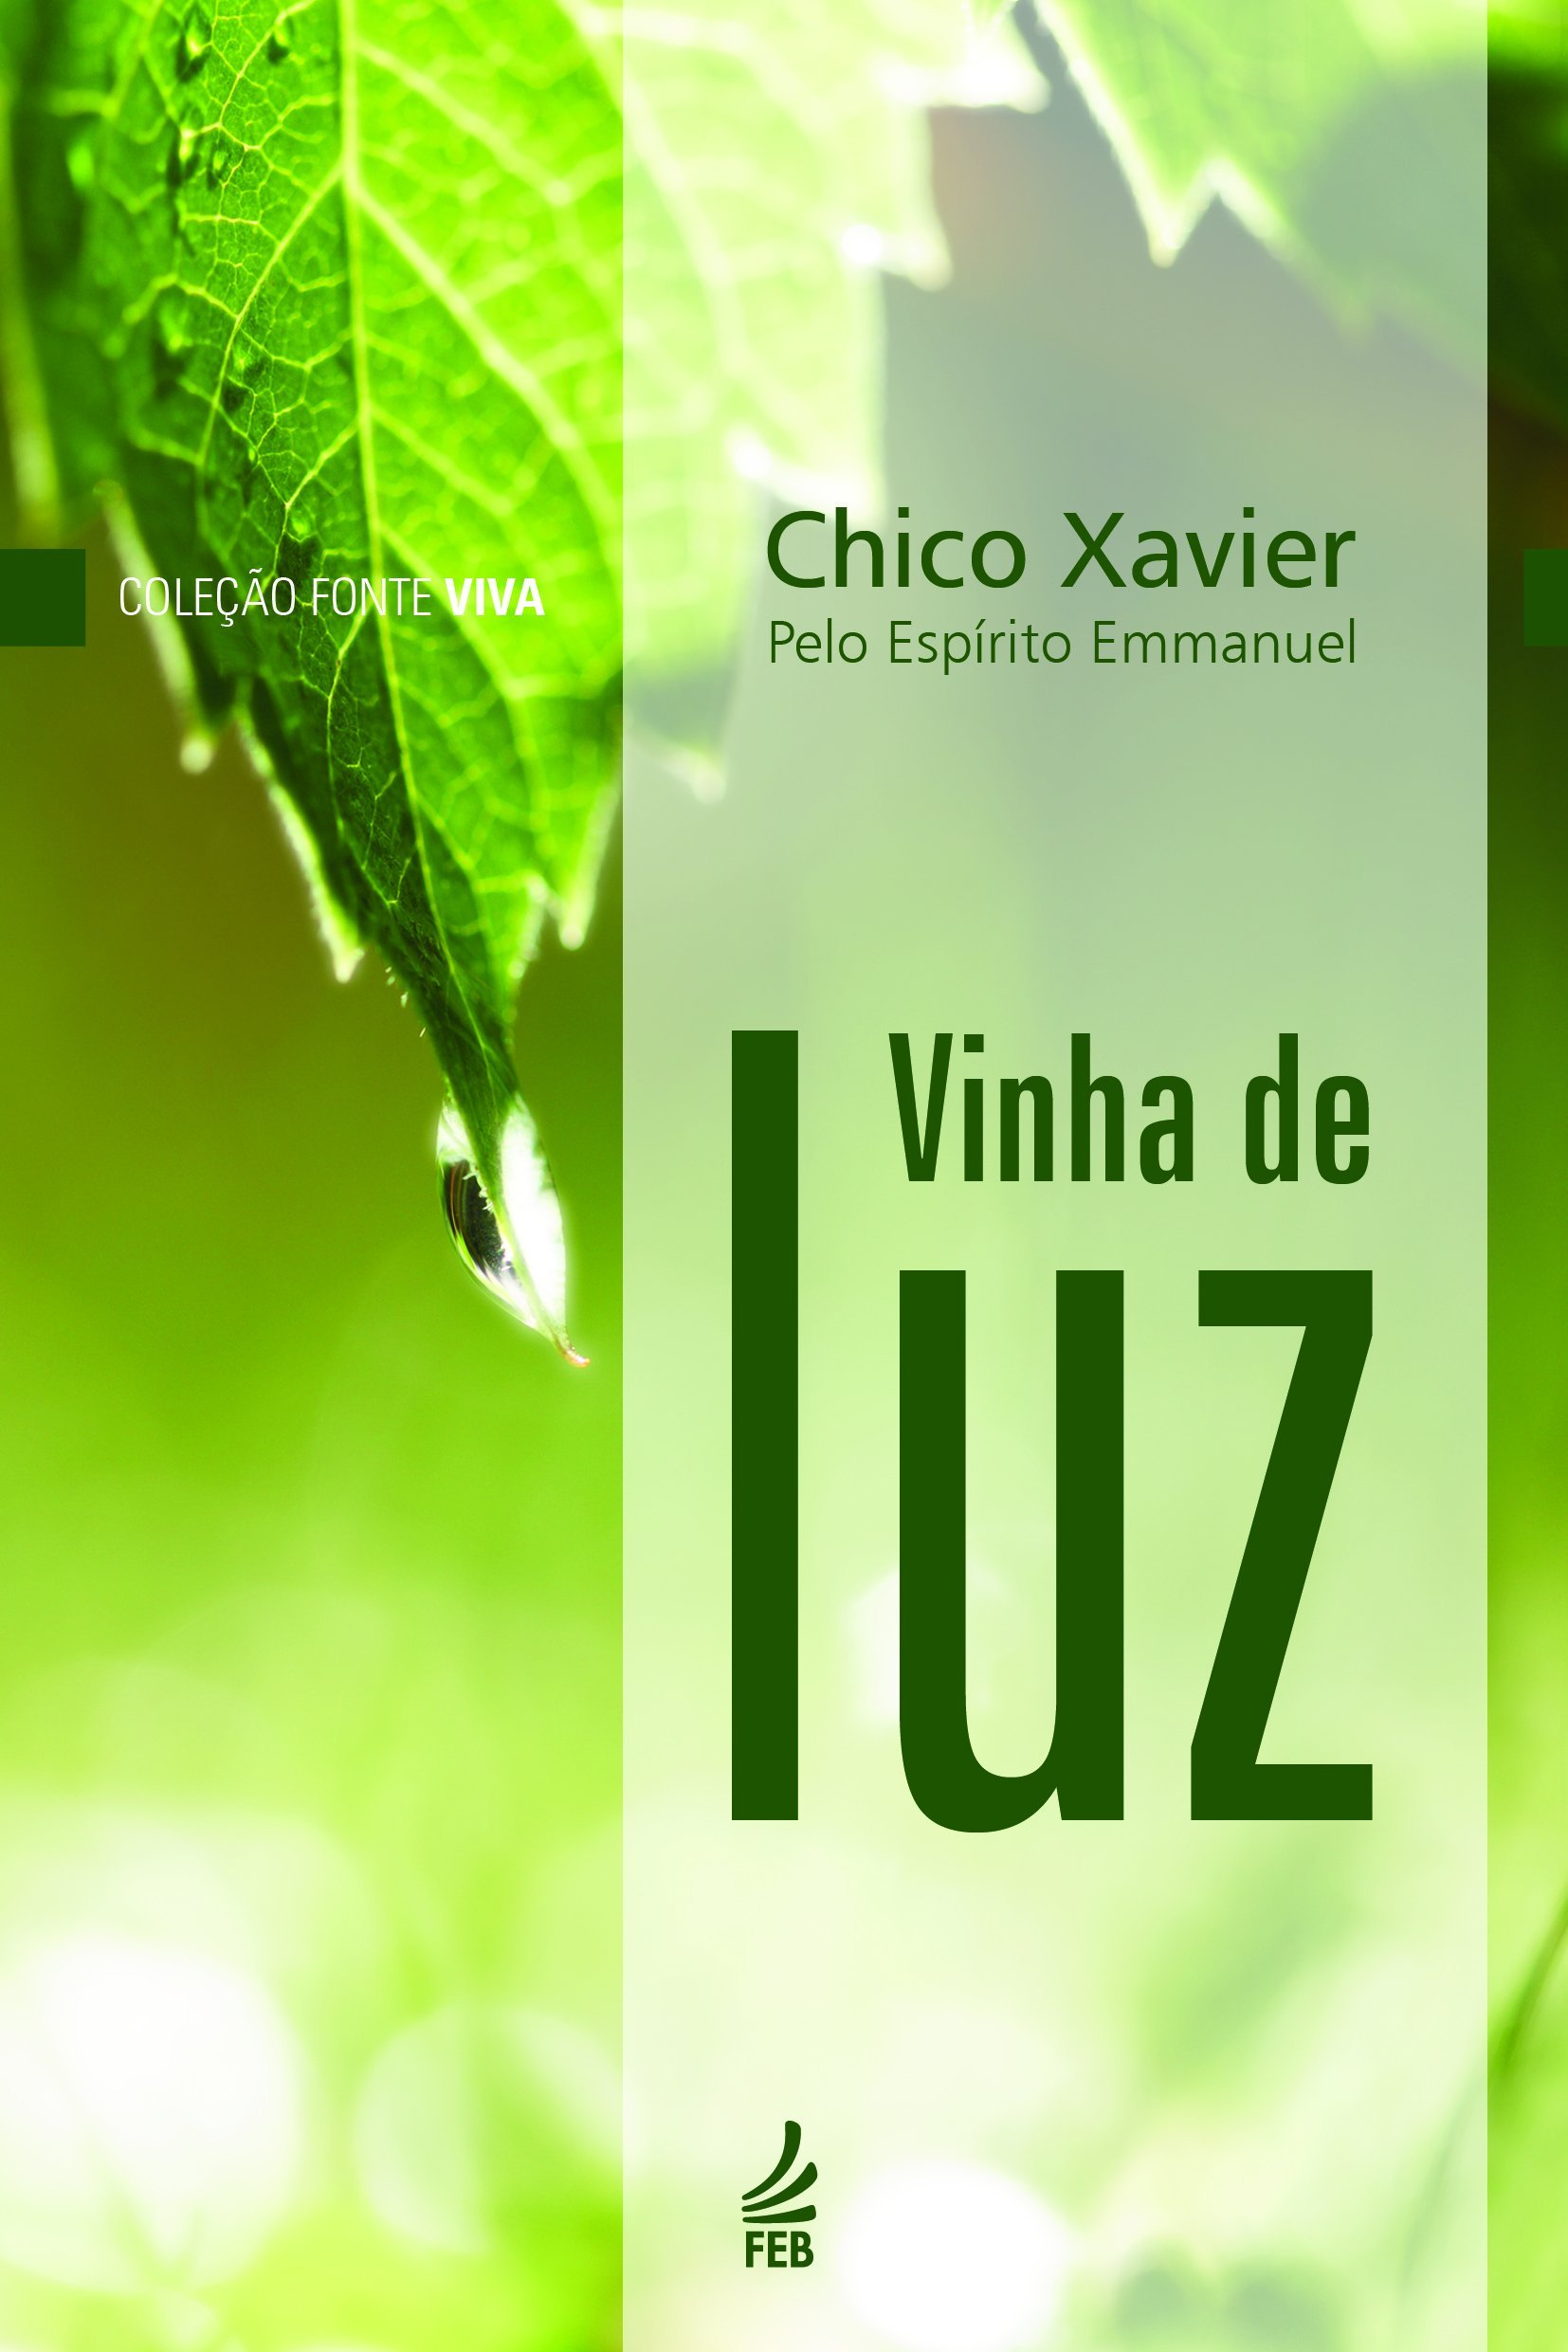 COLEÇÃO FONTE VIVA
Chico Xavier
Pelo Espírito Emmanuel
Vinha de
luz
FEB